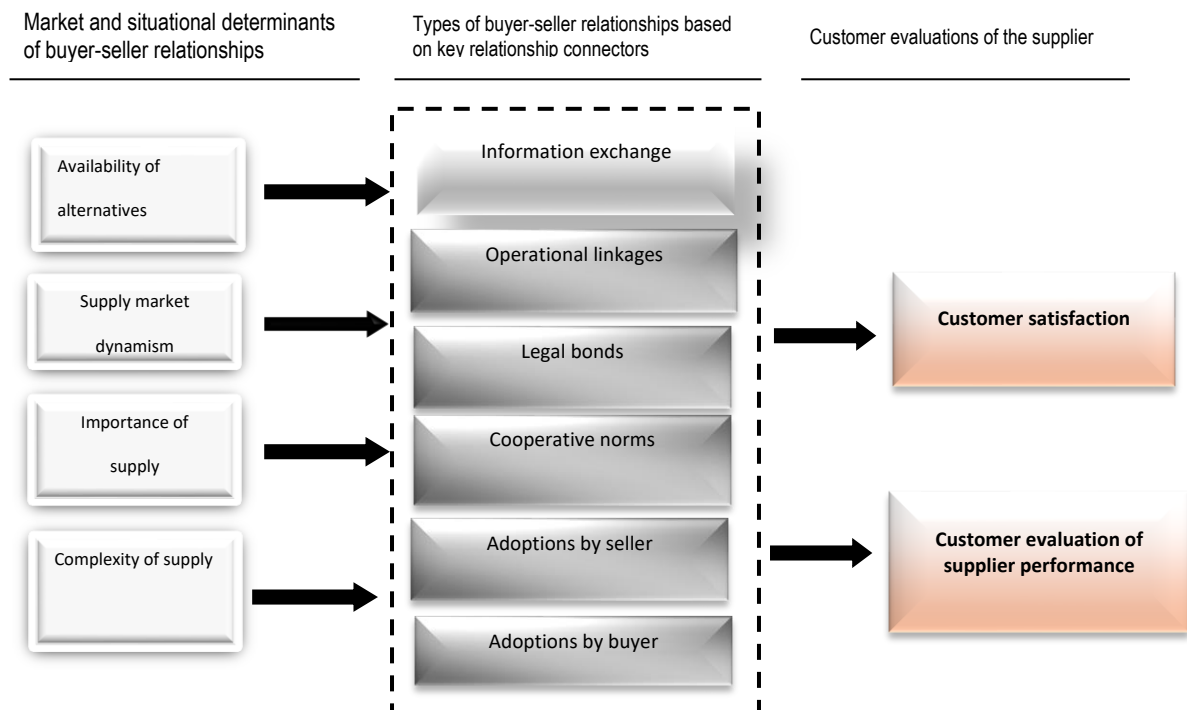 Market and situational determinants
of buyer-seller relationships
Types of buyer-seller relationships based
on key relationship connectors
Customer evaluations of the supplier
Availability of
alternatives
Supply market
dynamism
Importance of
supply
Complexity of supply
Information exchange
Operational linkages
Legal bonds
Cooperative norms
Adoptions by seller
Adoptions by buyer
Customer satisfaction
Customer evaluation of
supplier performance